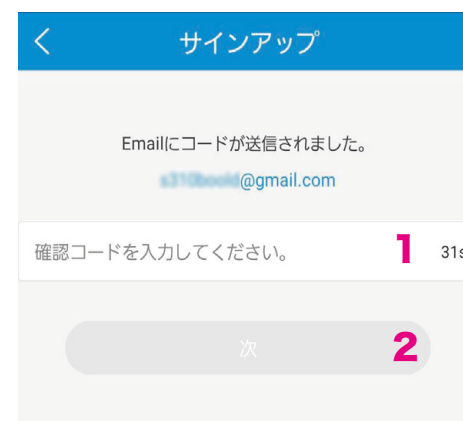 サインアップ
Emailにコードが送信されました。
@gmail.com
確認コードを入力してください。 1 31s
次 2